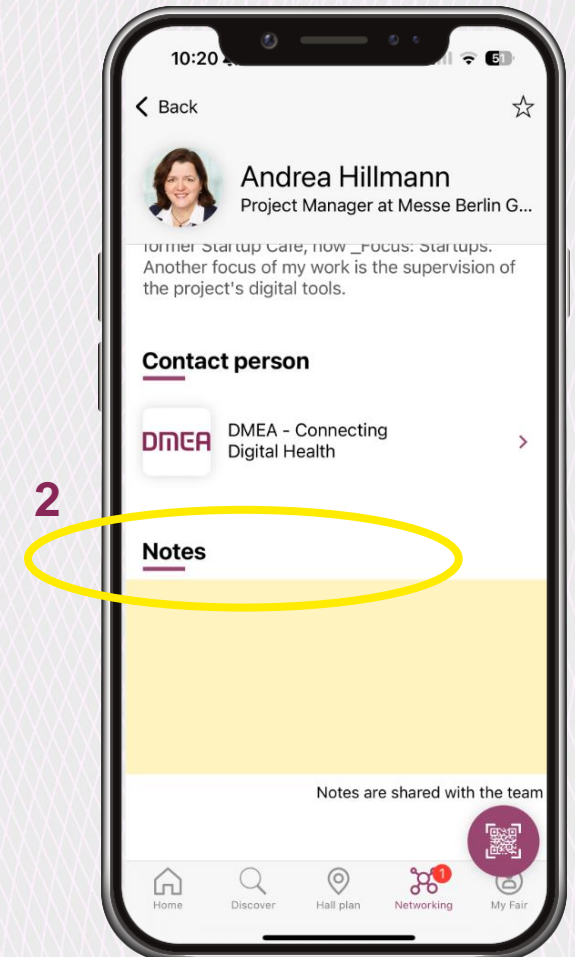 10:20
51
Back
Andrea Hillmann
Project Manager at Messe Berlin G...
former Startup Café, now _Focus: Startups.
Another focus of my work is the supervision of
the project's digital tools.
Contact person
DMEA
DMEA - Connecting
Digital Health
2
Notes
Notes are shared with the team
1
Home
Discover
Hall plan
Networking
My Fair